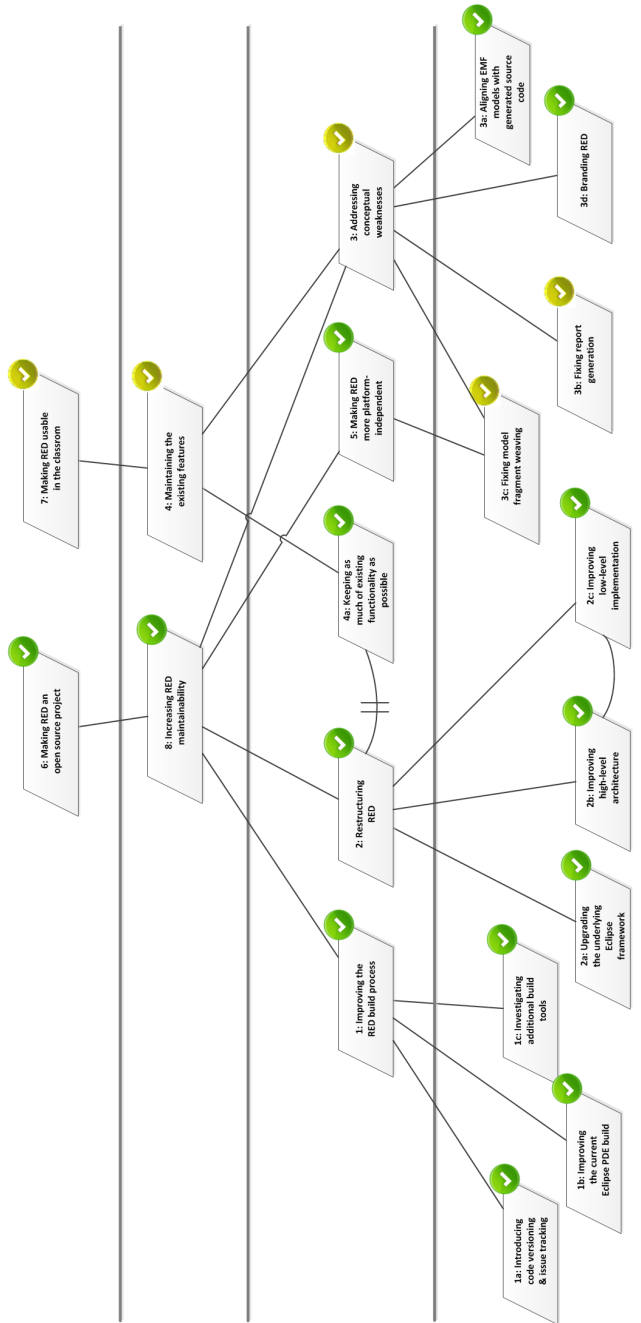 6: Making RED an
open source project
7: Making RED usable
in the classrom
8: Increasing RED
maintainability
4: Maintaining the
existing features
1: Improving the
RED build process
2: Restructuring
RED
4a: Keeping as
much of existing
functionality as
possible
5: Making RED
more platform-
independent
3: Addressing
conceptual
weaknesses
1a: Introducing
code versioning
& issue tracking
1b: Improving
the current
Eclipse PDE build
1c: Investigating
additional build
tools
2a: Upgrading
the underlying
Eclipse
framework
2b: Improving
high-level
architecture
2c: Improving
low-level
implementation
3c: Fixing model
fragment weaving
3b: Fixing report
generation
3d: Branding RED
3a: Aligning EMF
models with
generated source
code